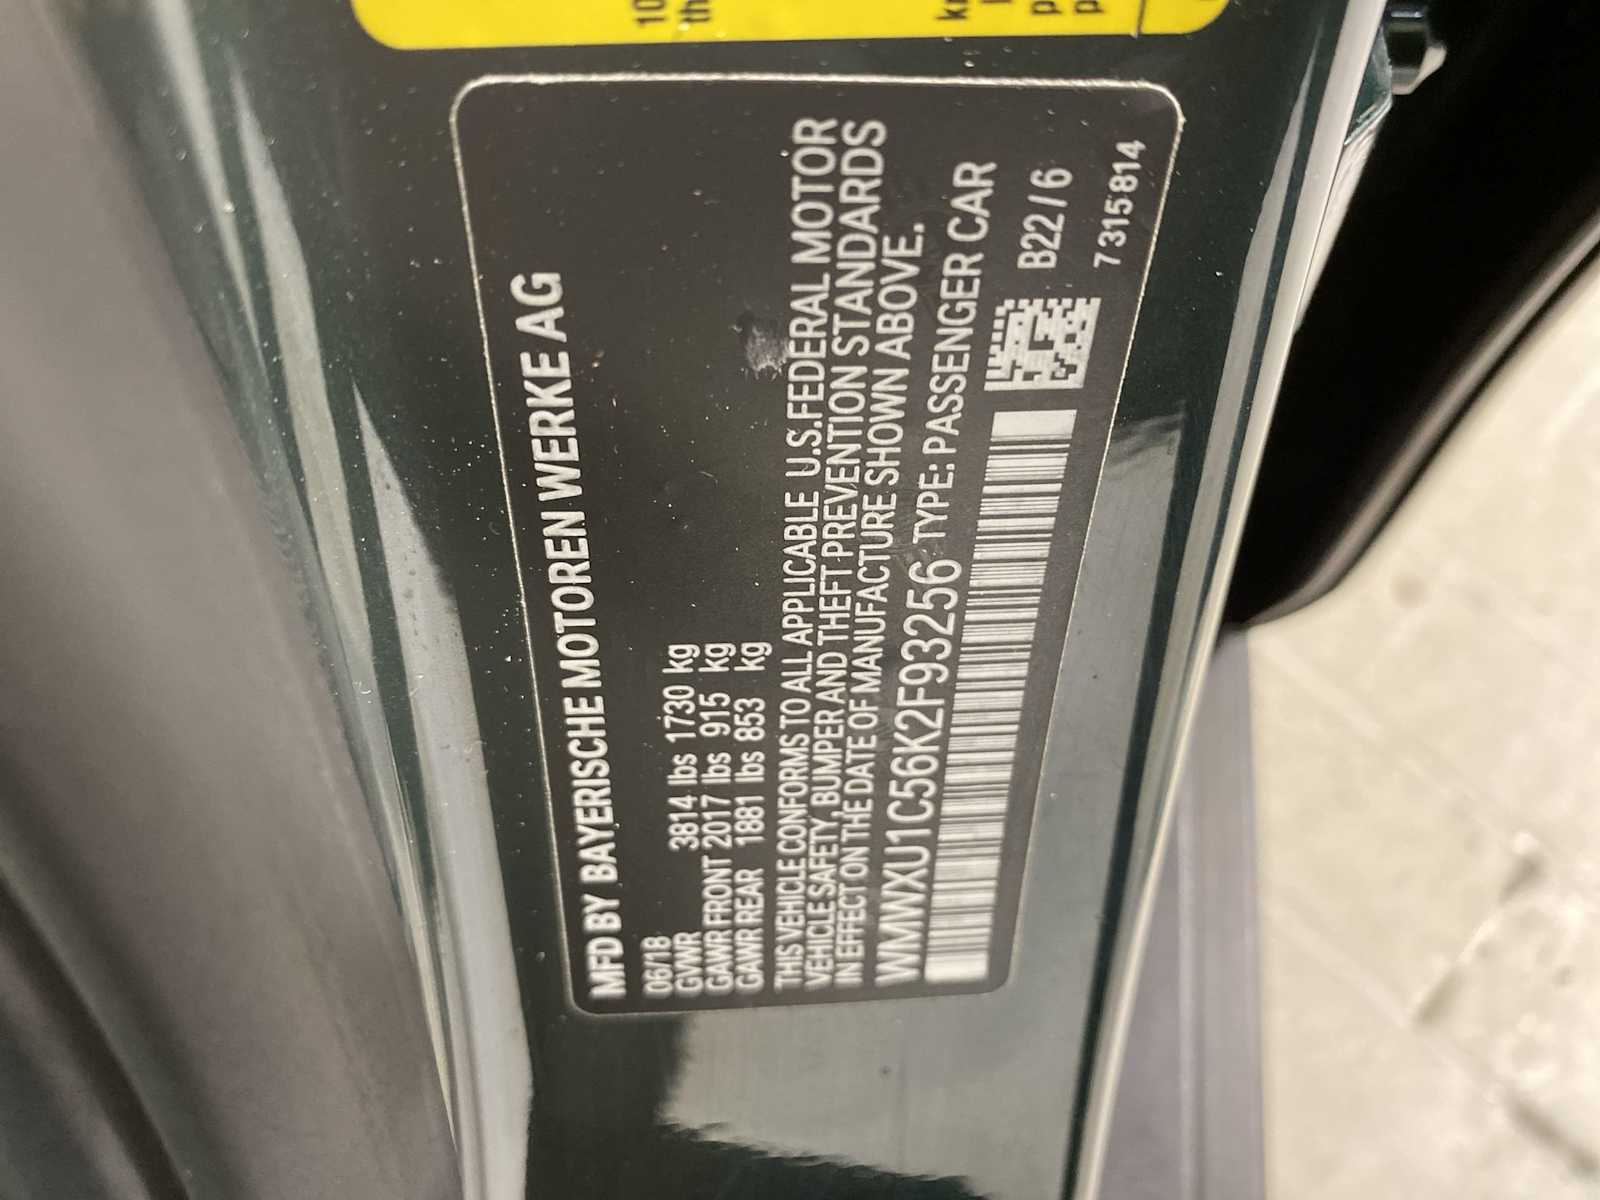 MFD BY BAYERISCHE MOTOREN WERKE AG
06/18
GVWR 3814 lbs 1730 kg
GAWR FRONT 2017 lbs 915 kg
GAWR REAR 1881 lbs 853 kg
THIS VEHICLE CONFORMS TO ALL APPLICABLE U.S.FEDERAL MOTOR
VEHICLE SAFETY, BUMPER AND THEFT PREVENTION STANDARDS
IN EFFECT ON THE DATE OF MANUFACTURE SHOWN ABOVE.
WMWXU1C56K2F93256 TYPE: PASSENGER CAR
B22/6
7315814